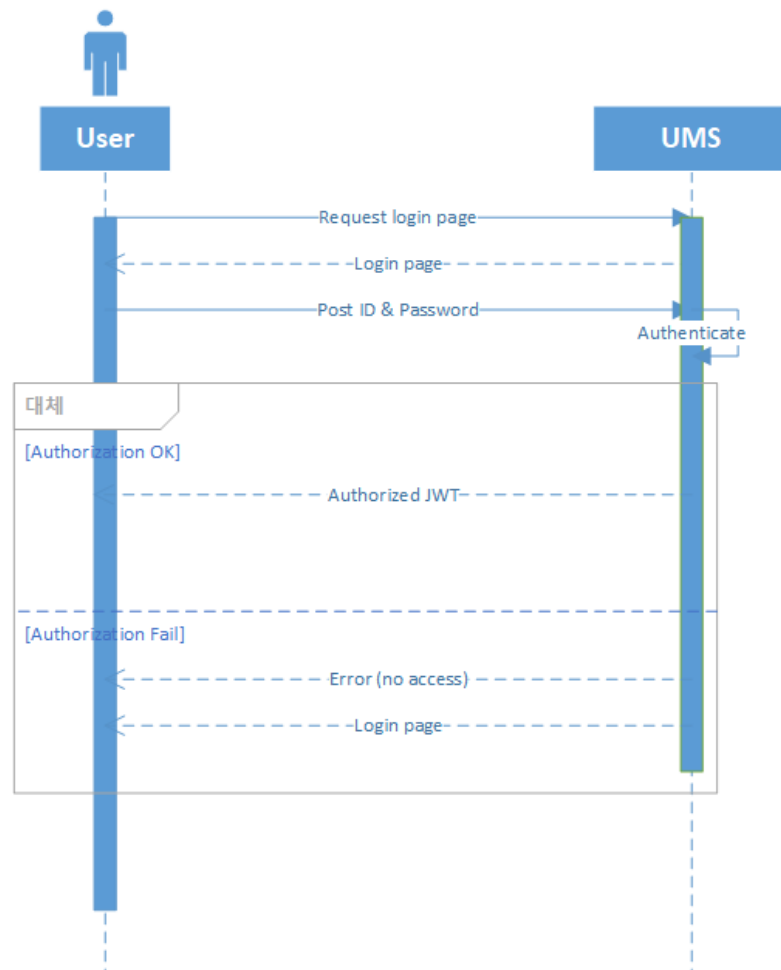 User
UMS
Request login page
Login page
Post ID & Password
Authenticate
대체
[Authorization OK]
Authorized JWT
[Authorization Fail]
Error (no access)
Login page